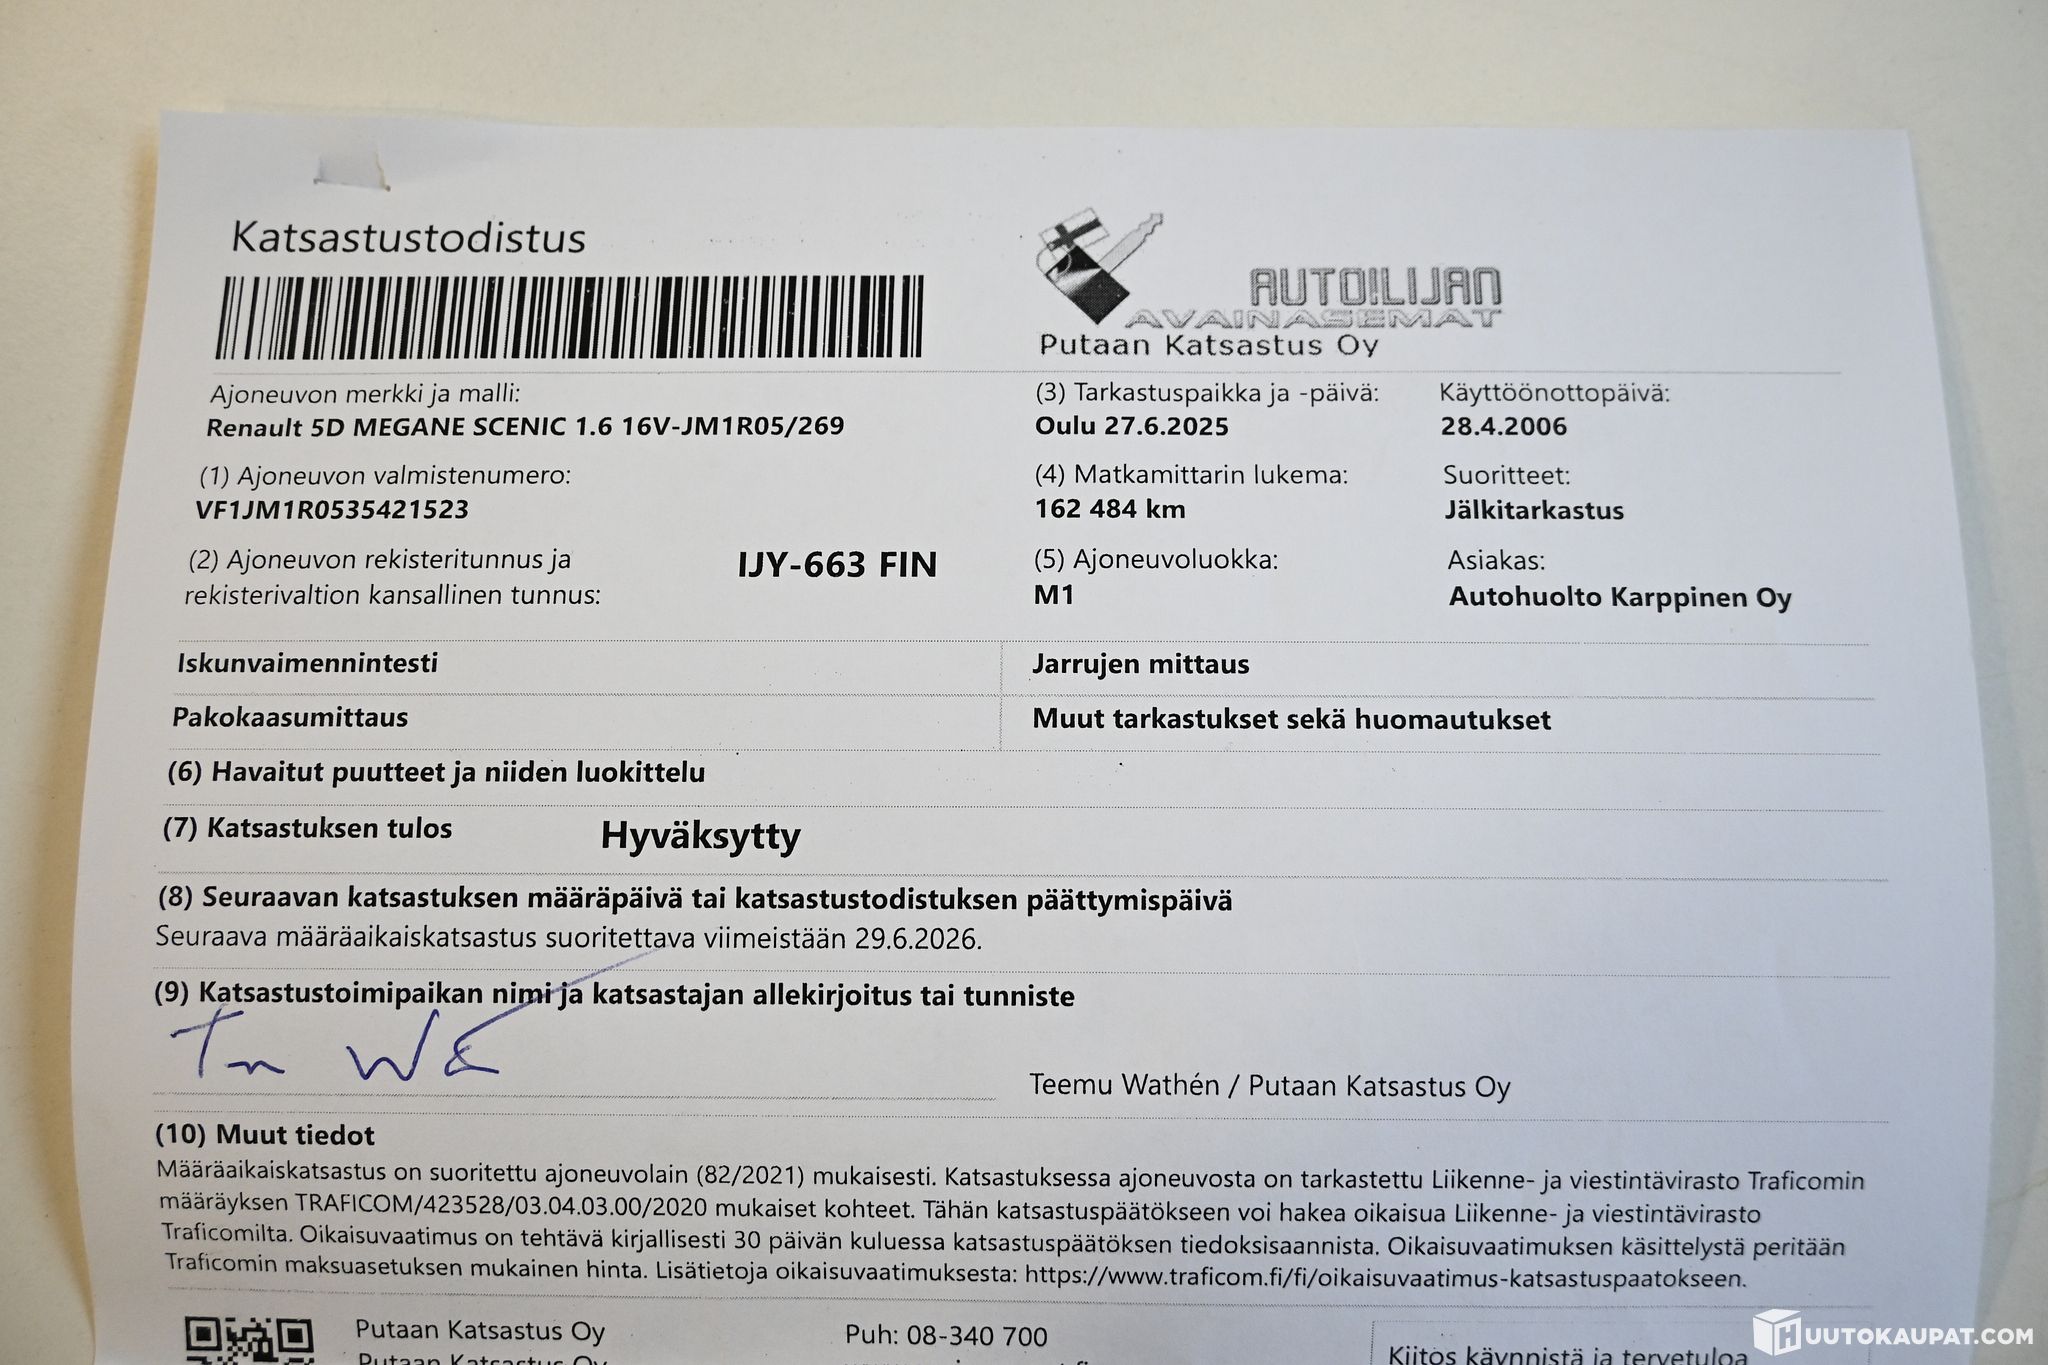 Katsastustodistus
AUTOILIJAN
AVAINASEMAT
Putaan Katsastus Oy
Ajoneuvon merkki ja malli:
Renault 5D MEGANE SCENIC 1.6 16V-JM1R05/269
(3) Tarkastuspaikka ja -päivä:
Oulu 27.6.2025
Käyttöönottopäivä:
28.4.2006
(1) Ajoneuvon valmistenumero:
VF1JM1R0535421523
(4) Matkamittarin lukema:
162 484 km
Suoritteet:
Jälkitarkastus
(2) Ajoneuvon rekisteritunnus ja
rekisterivaltion kansallinen tunnus:
IJY-663 FIN
(5) Ajoneuvoluokka:
M1
Asiakas:
Autohuolto Karppinen Oy
Iskunvaimennintesti
Jarrujen mittaus
Pakokaasumittaus
Muut tarkastukset sekä huomautukset
(6) Havaitut puutteet ja niiden luokittelu
(7) Katsastuksen tulos Hyväksytty
(8) Seuraavan katsastuksen määräpäivä tai katsastustodistuksen päättymispäivä
Seuraava määräaikaiskatsastus suoritettava viimeistään 29.6.2026.
(9) Katsastustoimipaikan nimi ja katsastajan allekirjoitus tai tunniste
Teemu Wathén / Putaan Katsastus Oy
(10) Muut tiedot
Määräaikaiskatsastus on suoritettu ajoneuvolain (82/2021) mukaisesti. Katsastuksessa ajoneuvosta on tarkastettu Liikenne- ja viestintävirasto Traficomin
määräyksen TRAFICOM/423528/03.04.03.00/2020 mukaiset kohteet. Tähän katsastuspäätökseen voi hakea oikaisua Liikenne- ja viestintävirasto
Traficomilta. Oikaisuvaatimus on tehtävä kirjallisesti 30 päivän kuluessa katsastuspäätöksen tiedoksisaannista. Oikaisuvaatimuksen käsittelystä peritään
Traficomin maksuasetuksen mukainen hinta. Lisätietoja oikaisuvaatimuksesta: https://www.traficom.fi/fi/oikaisuvaatimus-katsastuspaatokseen.
Putaan Katsastus Oy
Puh: 08-340 700
Putaan Katsastus Oy
Kiitos käynnistä ja tervetuloa
HUUTOKAUPAT.COM